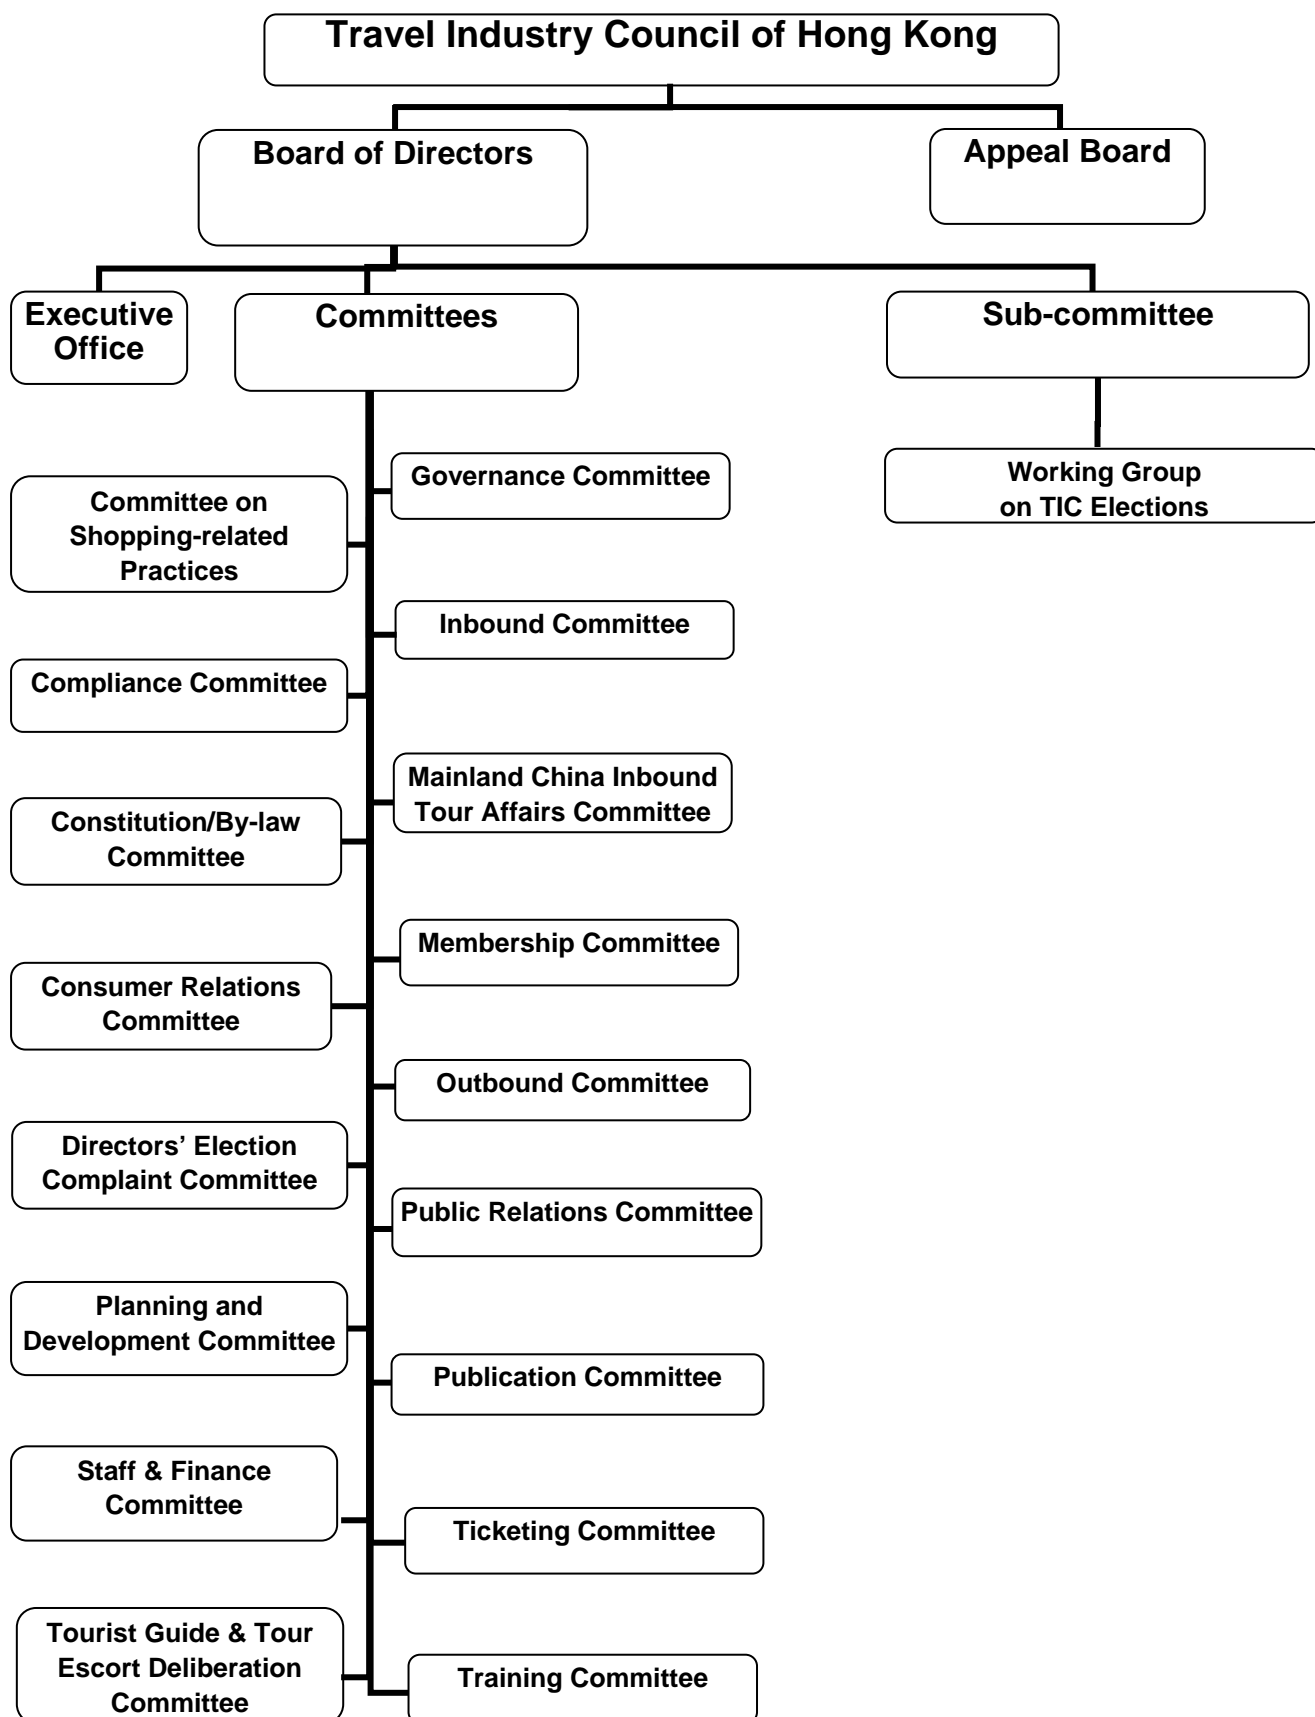 Travel Industry Council of Hong Kong
Board of Directors
Appeal Board
Executive
Office
Committees
Sub-committee
Governance Committee
Working Group
on TIC Elections
Committee on
Shopping-related
Practices
Inbound Committee
Compliance Committee
Mainland China Inbound
Tour Affairs Committee
Constitution/By-law
Committee
Membership Committee
Consumer Relations
Committee
Outbound Committee
Directors’ Election
Complaint Committee
Public Relations Committee
Planning and
Development Committee
Publication Committee
Staff & Finance
Committee
Ticketing Committee
Tourist Guide & Tour
Escort Deliberation
Committee
Training Committee